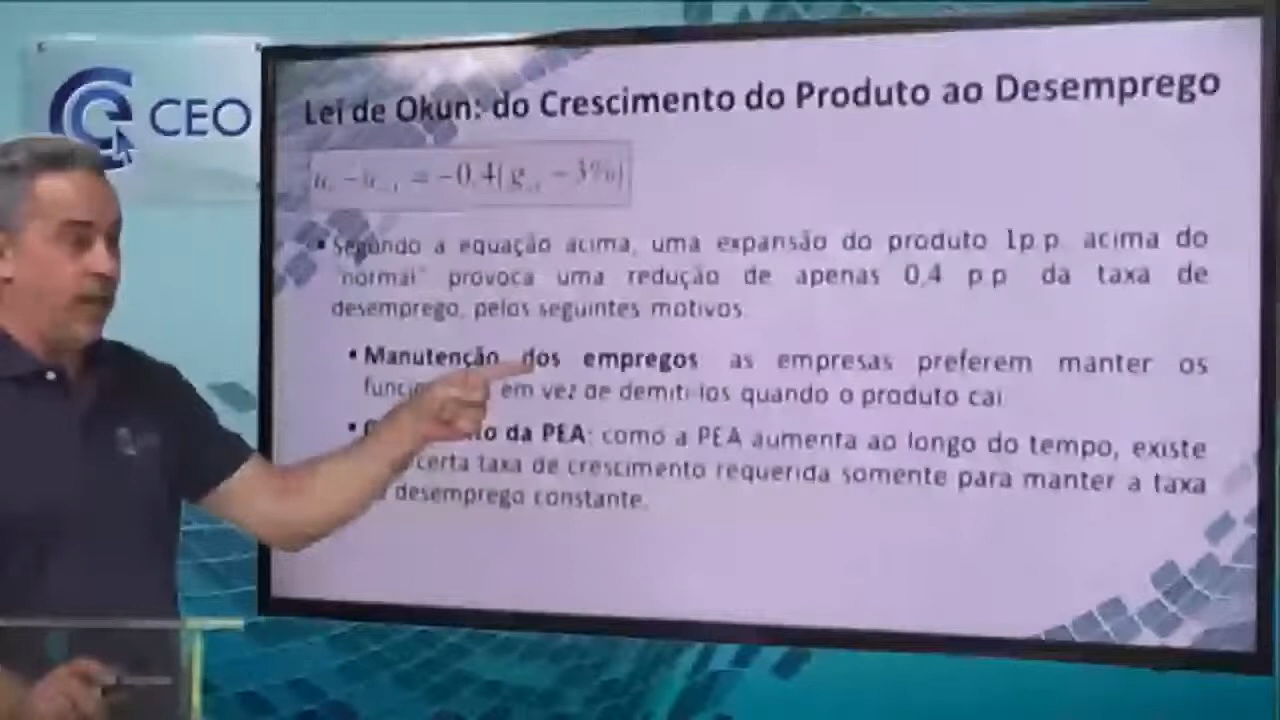 CEO
Lei de Okun: do Crescimento do Produto ao Desemprego
= -0,4( g - 3%)
▪ Segundo a equação acima, uma expansão do produto 1p.p. acima do
"normal" provoca uma redução de apenas 0,4 p.p. da taxa de
desemprego, pelos seguintes motivos
▪ Manutenção dos empregos as empresas preferem manter os
em vez de demiti-los quando o produto cai
▪ da PEA: como a PEA aumenta ao longo do tempo, existe
certa taxa de crescimento requerida somente para manter a taxa
desemprego constante.